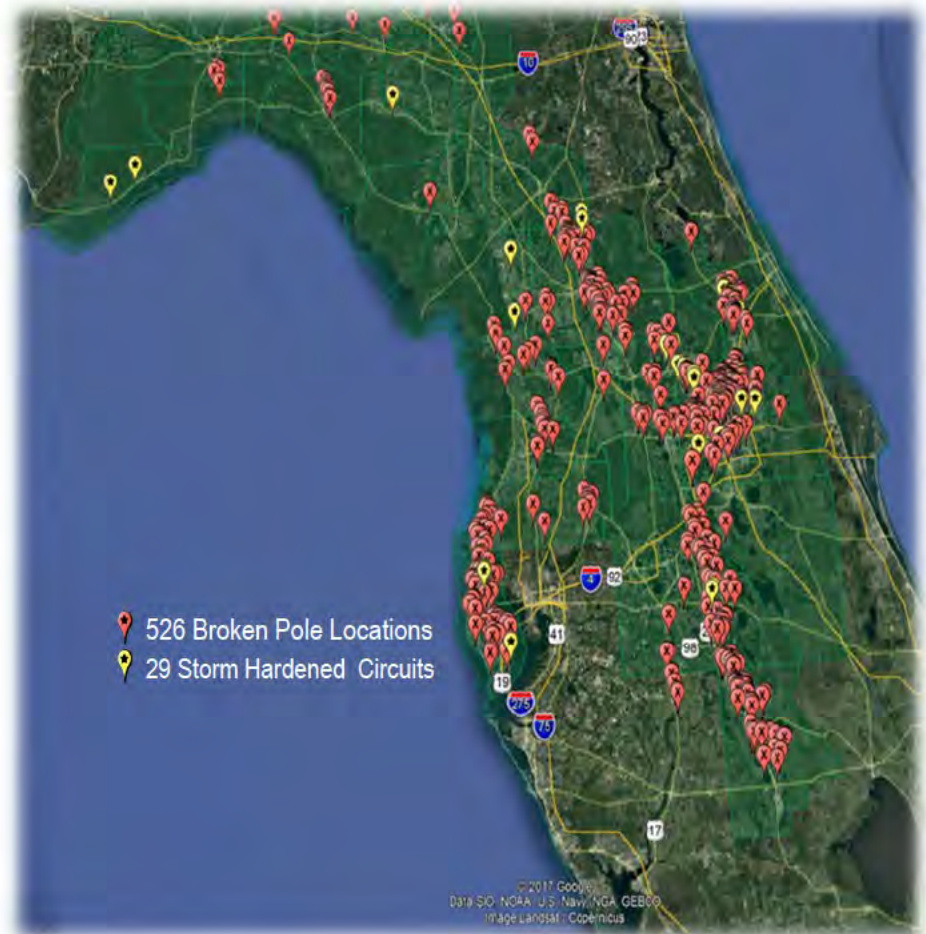 10
90
526 Broken Pole Locations
29 Storm Hardened Circuits
4
92
41
98
19
275
75
17
© 2017 Google
Data SIO, NOAA, U.S. Navy, NGA, GEBCO
Image Landsat / Copernicus